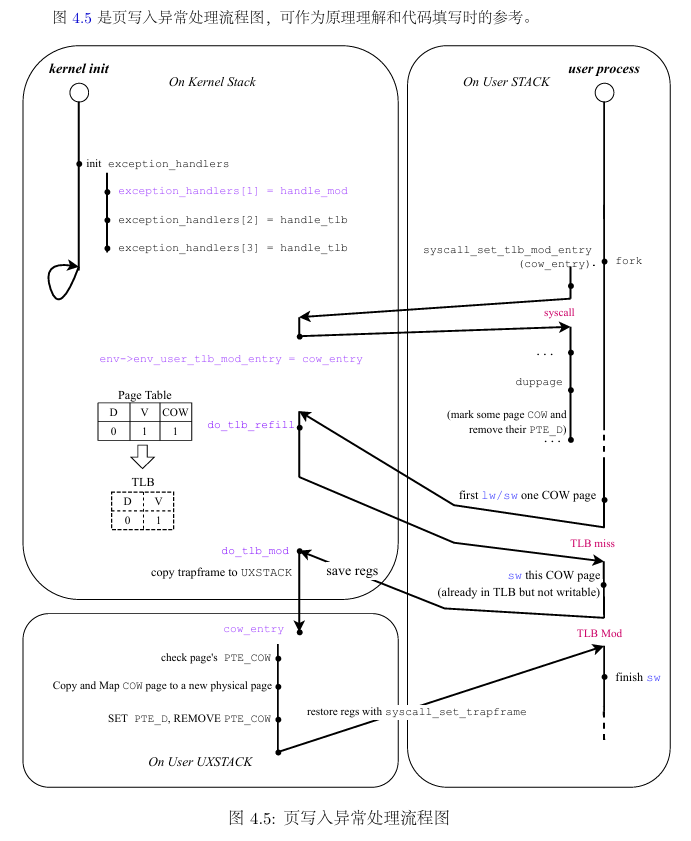 图 4.5 是页写入异常处理流程图，可作为原理理解和代码填写时的参考。
kernel init
On Kernel Stack
init exception_handlers
exception_handlers[1] = handle_mod
exception_handlers[2] = handle_tlb
exception_handlers[3] = handle_tlb
On User STACK
user process
syscall_set_tlb_mod_entry
(cow_entry)
fork
syscall
env->env_user_tlb_mod_entry = cow_entry
...
duppage
(mark some page COW and
remove their PTE_D)
...
Page Table
D V COW
0 1 1
TLB
D V
0 1
do_tlb_refill
first lw/sw one COW page
TLB miss
do_tlb_mod
copy trapframe to UXSTACK
save regs
sw this COW page
(already in TLB but not writable)
TLB Mod
cow_entry
check page's PTE_COW
Copy and Map COW page to a new physical page
SET PTE_D, REMOVE PTE_COW
On User UXSTACK
restore regs with syscall_set_trapframe
finish sw
图 4.5: 页写入异常处理流程图